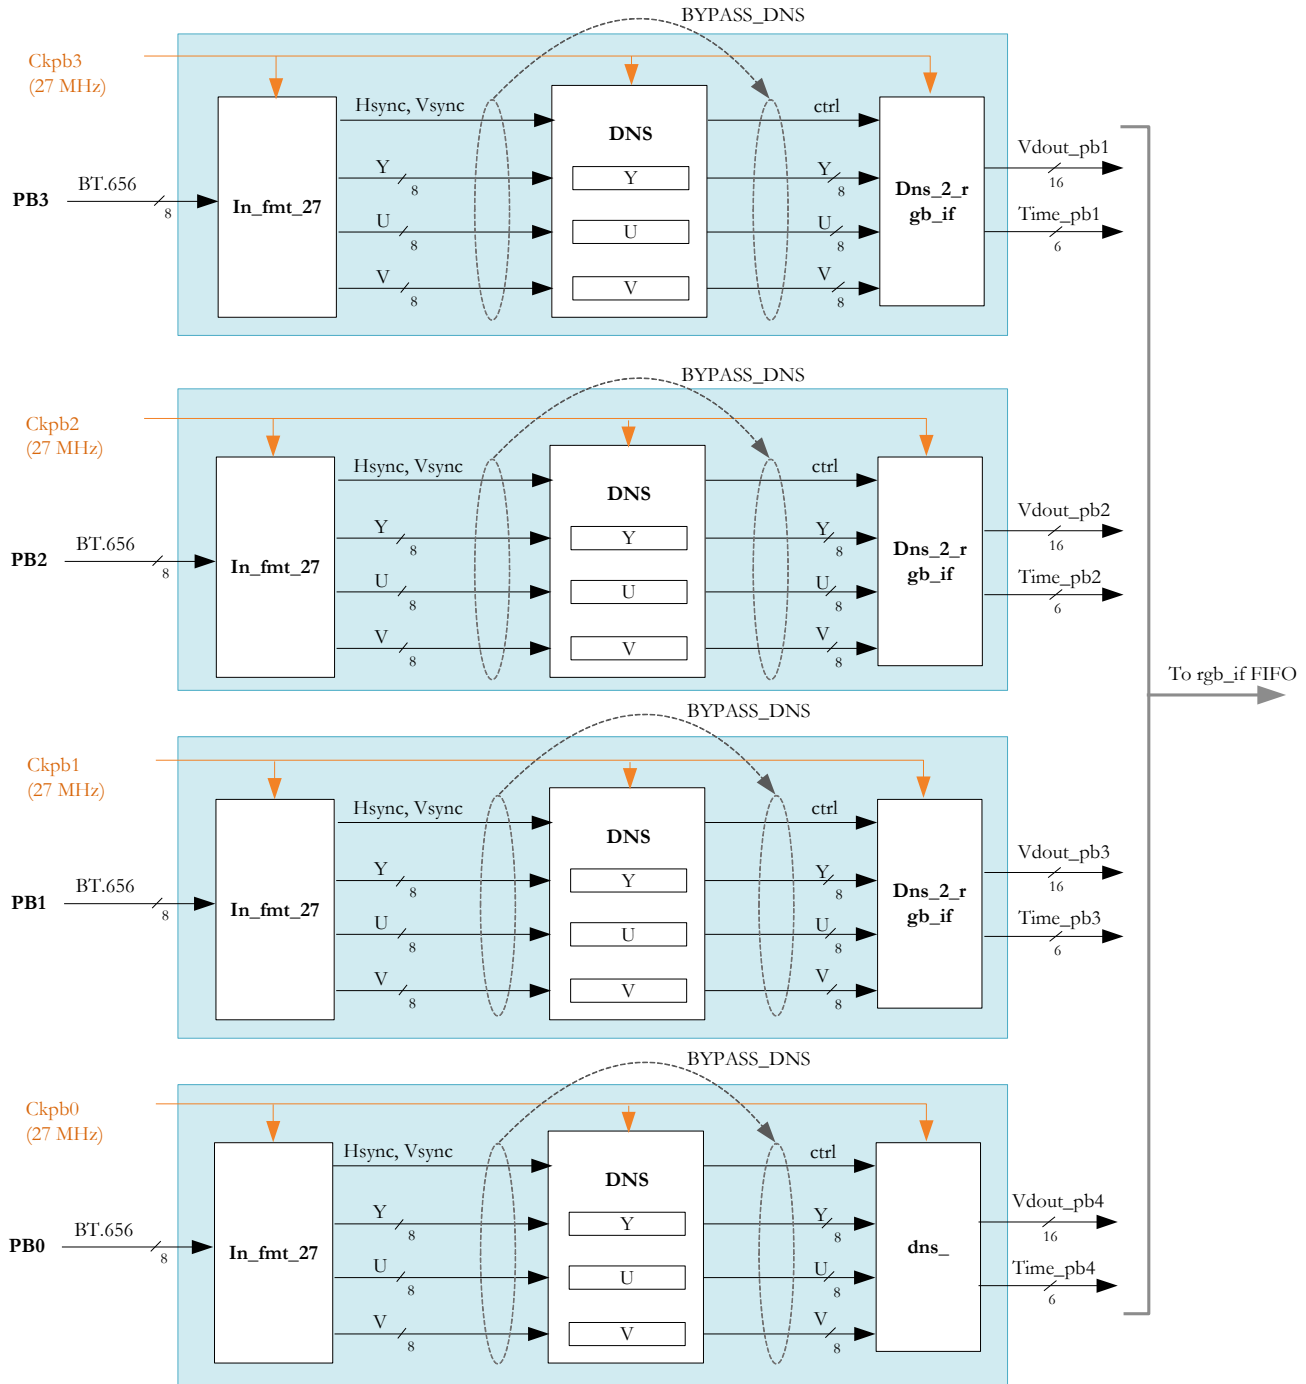 BYPASS_DNS
Ckpb3
(27 MHz)
Hsync, Vsync
ctrl
DNS
Vdout_pb1
16
Y
8
Y
Y
8
BT.656
PB3
8
In_fmt_27
Dns_2_r
gb_if
Time_pb1
6
U
8
U
U
8
V
8
V
V
8
BYPASS_DNS
Ckpb2
(27 MHz)
Hsync, Vsync
ctrl
DNS
Vdout_pb2
16
Y
8
Y
Y
8
BT.656
PB2
8
In_fmt_27
Dns_2_r
gb_if
Time_pb2
6
U
8
U
U
8
V
8
V
V
8
To rgb_if FIFO
BYPASS_DNS
Ckpb1
(27 MHz)
Hsync, Vsync
ctrl
DNS
Vdout_pb3
16
Y
8
Y
Y
8
BT.656
PB1
8
In_fmt_27
Dns_2_r
gb_if
Time_pb3
6
U
8
U
U
8
V
8
V
V
8
BYPASS_DNS
Ckpb0
(27 MHz)
Hsync, Vsync
ctrl
DNS
Vdout_pb4
16
Y
8
Y
Y
8
BT.656
PB0
8
In_fmt_27
dns_
Time_pb4
6
U
8
U
U
8
V
8
V
V
8